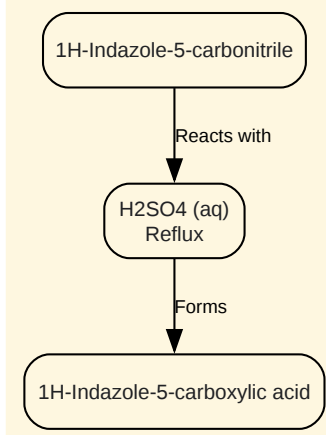 1H-Indazole-5-carbonitrile
Reacts with
H2SO4 (aq)
Reflux
Forms
1H-Indazole-5-carboxylic acid